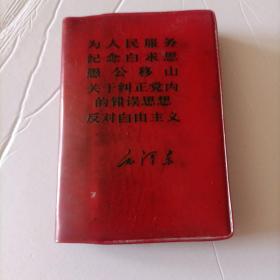 为人民服务
纪念白求恩
愚公移山
关于纠正党内
的错误思想
反对自由主义
毛泽东